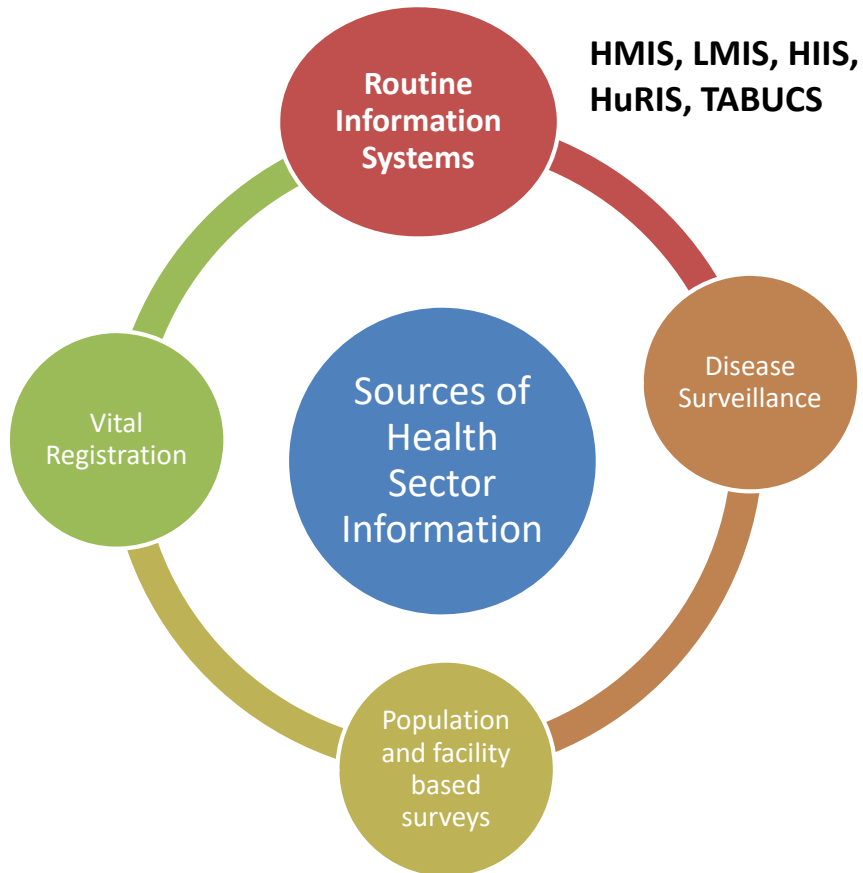 HMIS, LMIS, HIIS,
HuRIS, TABUCS
Routine
Information
Systems
Disease
Surveillance
Sources of
Health
Sector
Information
Vital
Registration
Population
and facility
based
surveys